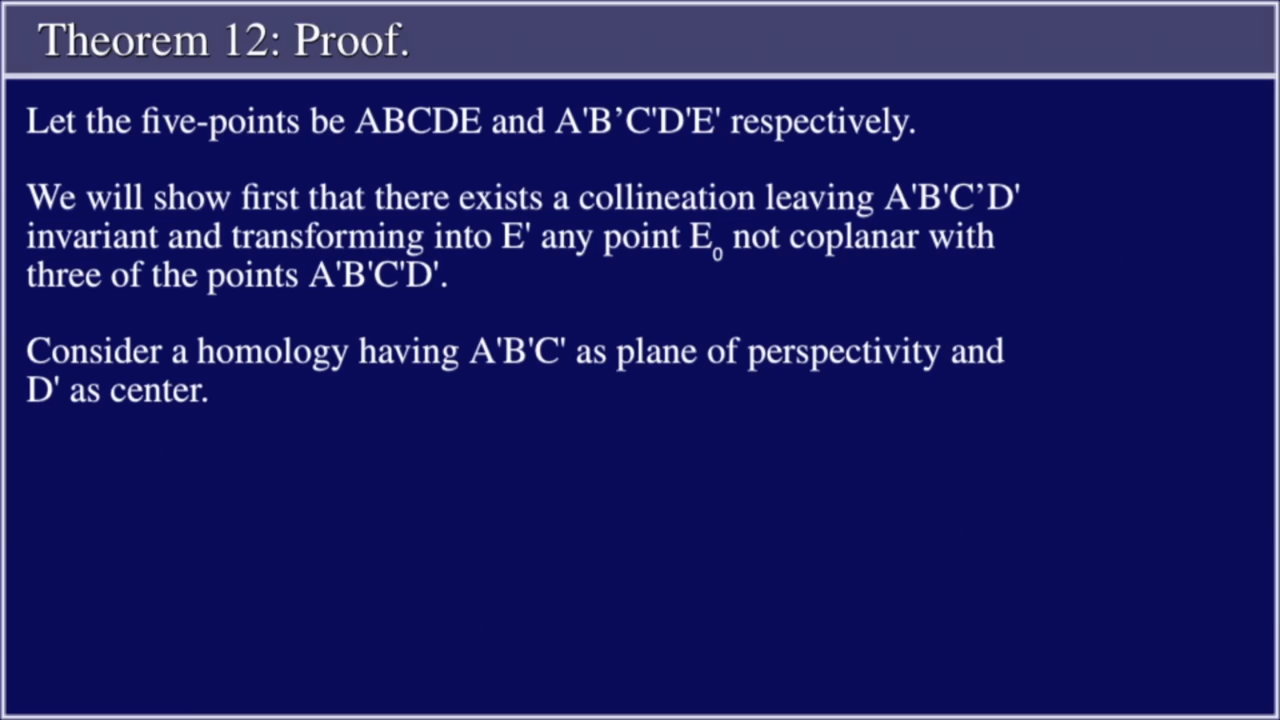 Theorem 12: Proof.
Let the five-points be ABCDE and A'B’C'D'E' respectively.
We will show first that there exists a collineation leaving A'B'C’D'
invariant and transforming into E' any point E₀ not coplanar with
three of the points A'B'C'D'.
Consider a homology having A'B'C' as plane of perspectivity and
D' as center.